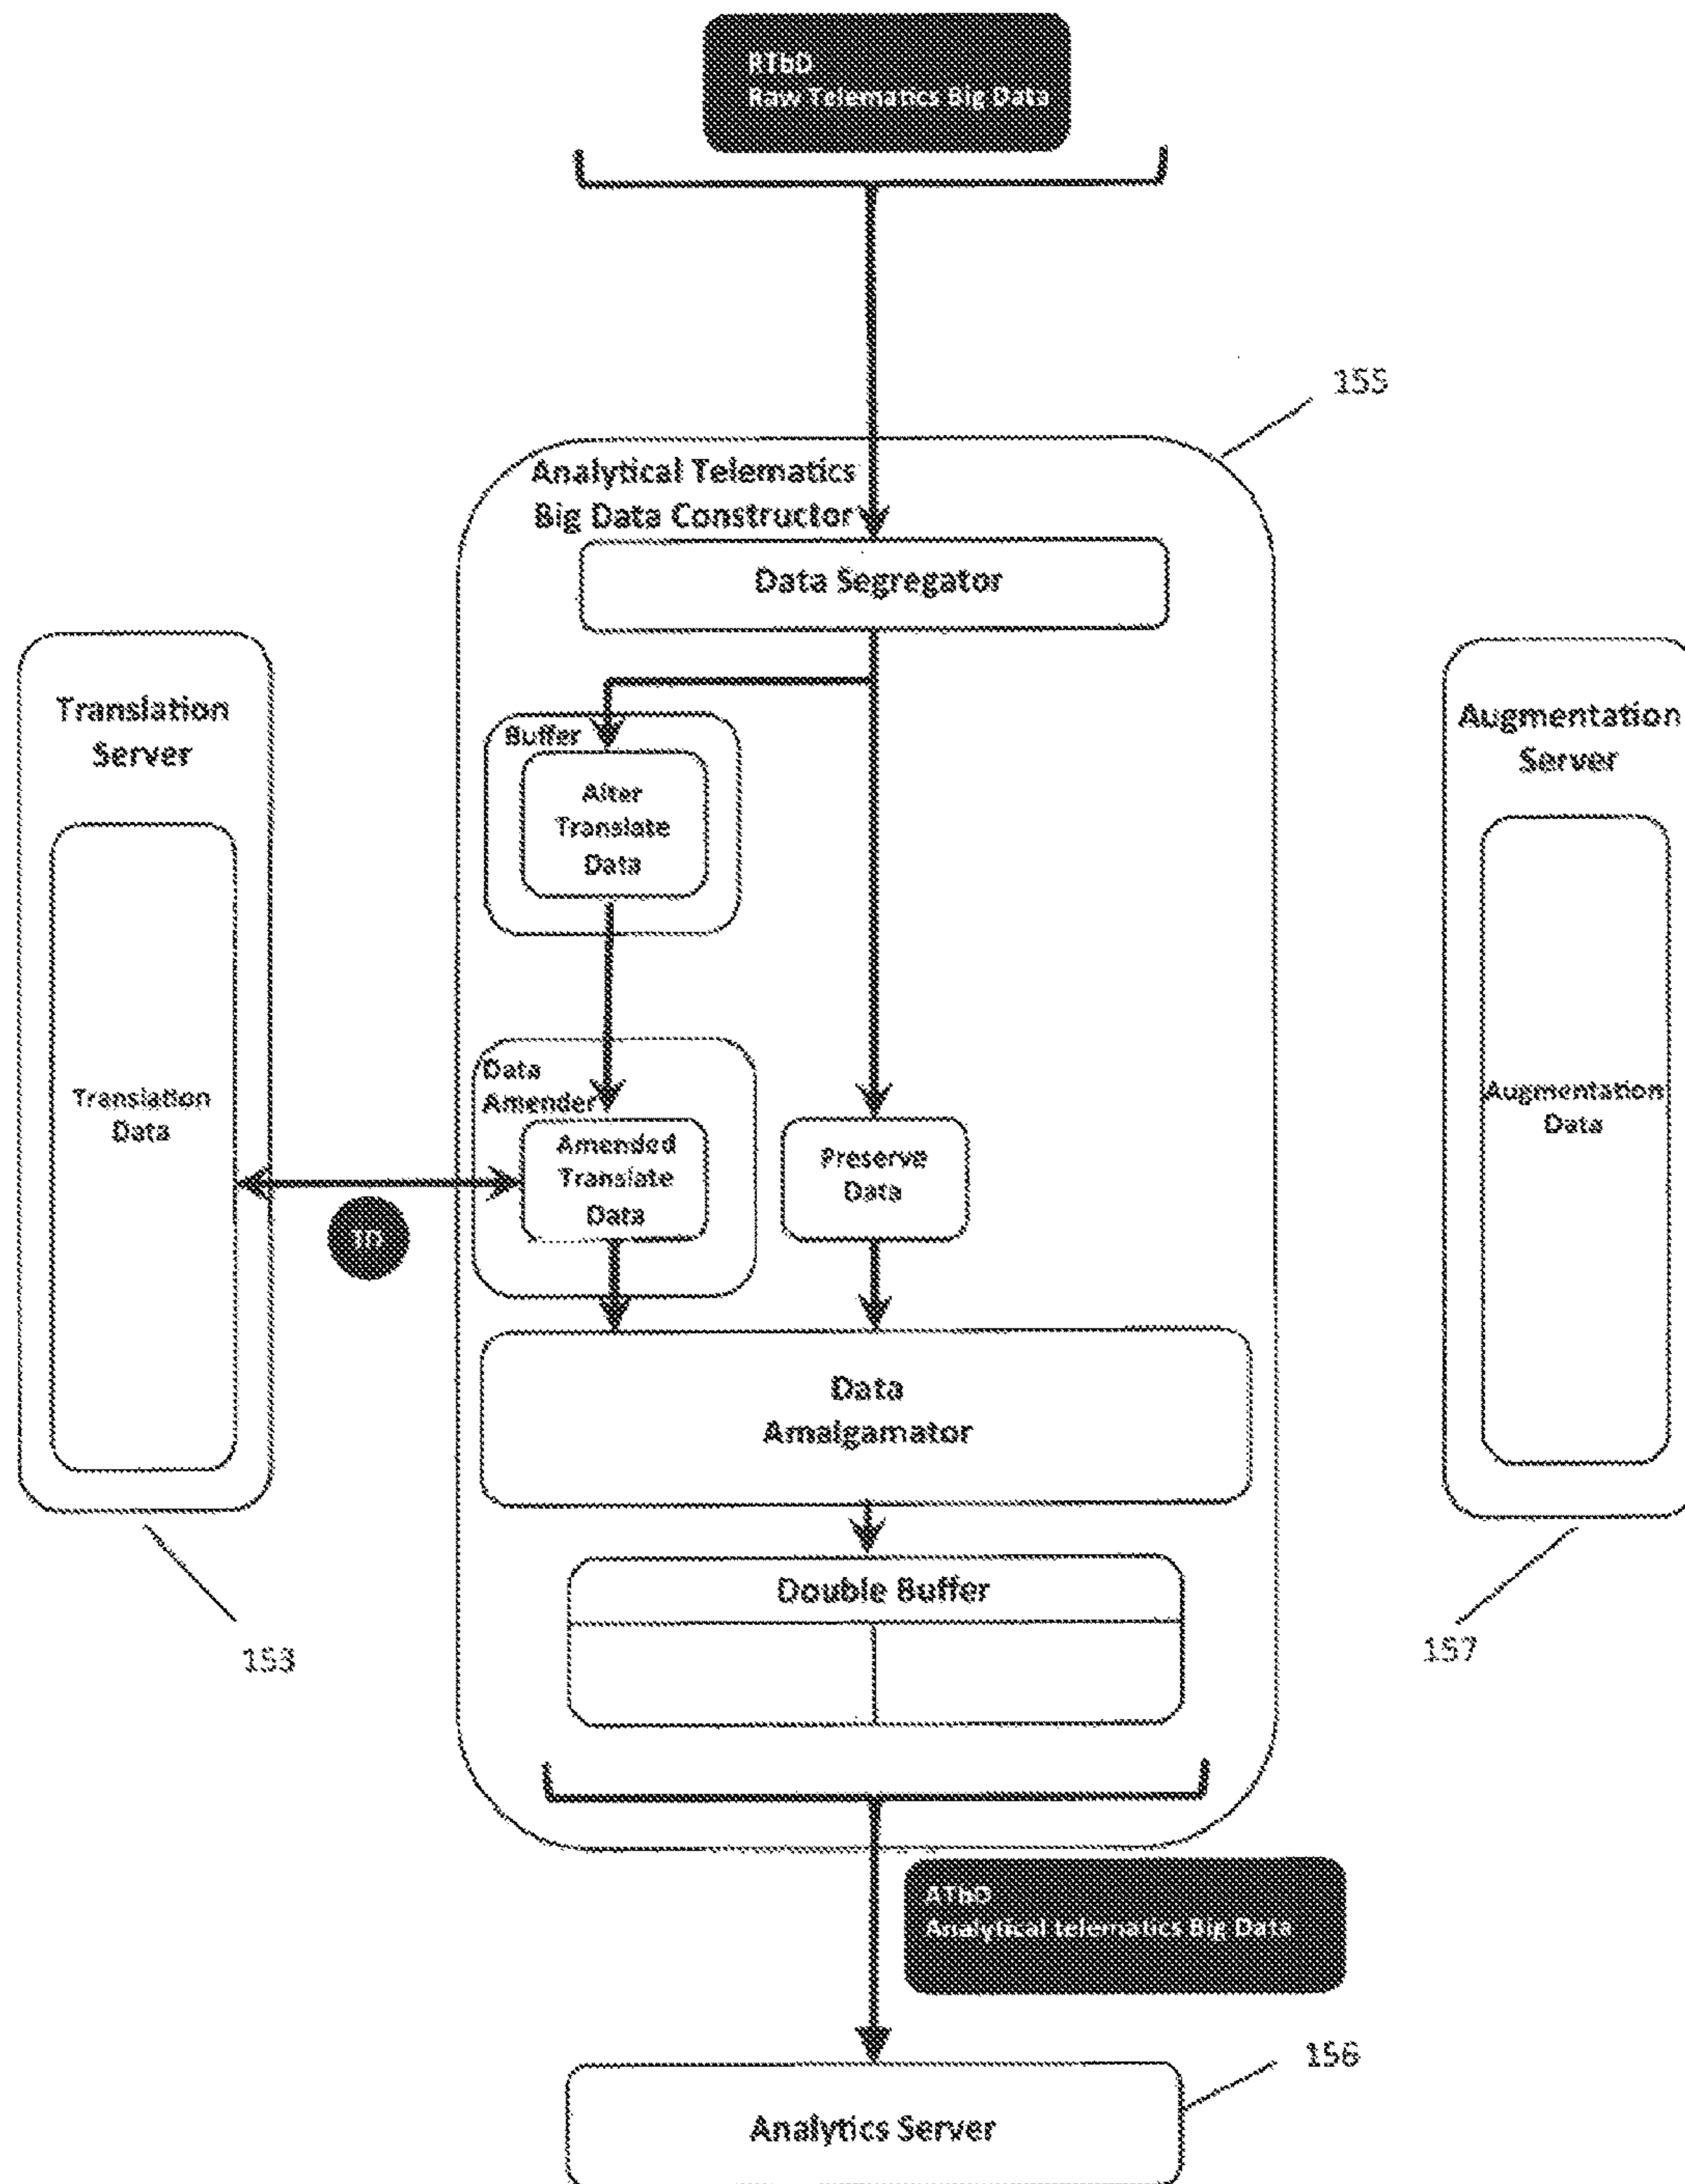 RTbD
Raw Telematics Big Data
155
Analytical Telematics
Big Data Constructor
Data Segregator
Translation
Server
Buffer
Augmentation
Server
Alter
Translate
Data
Data
Amender
Translation
Data
Augmentation
Data
Amended
Translate
Data
Preserve
Data
TD
Data
Amalgamator
Double Buffer
153
157
ATbD
Analytical telematics Big Data
156
Analytics Server